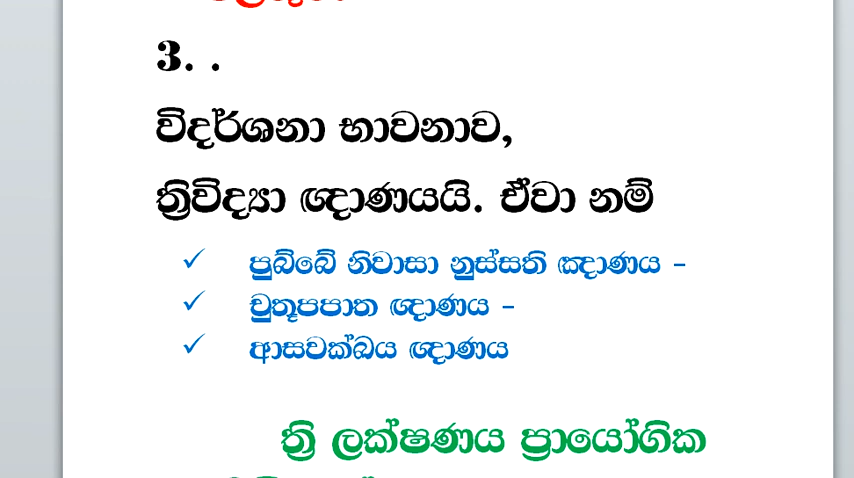 3. .
විදර්ශනා භාවනාව,
ත්‍රිවිද්‍යා ඥාණයයි. ඒවා නම්
✓ පුබ්බේ නිවාසා නුස්සති ඤාණය -
✓ චුතූපපාත ඥාණය -
✓ ආසවක්ඛය ඥාණය
ත්‍රි ලක්ෂණය ප්‍රායෝගික